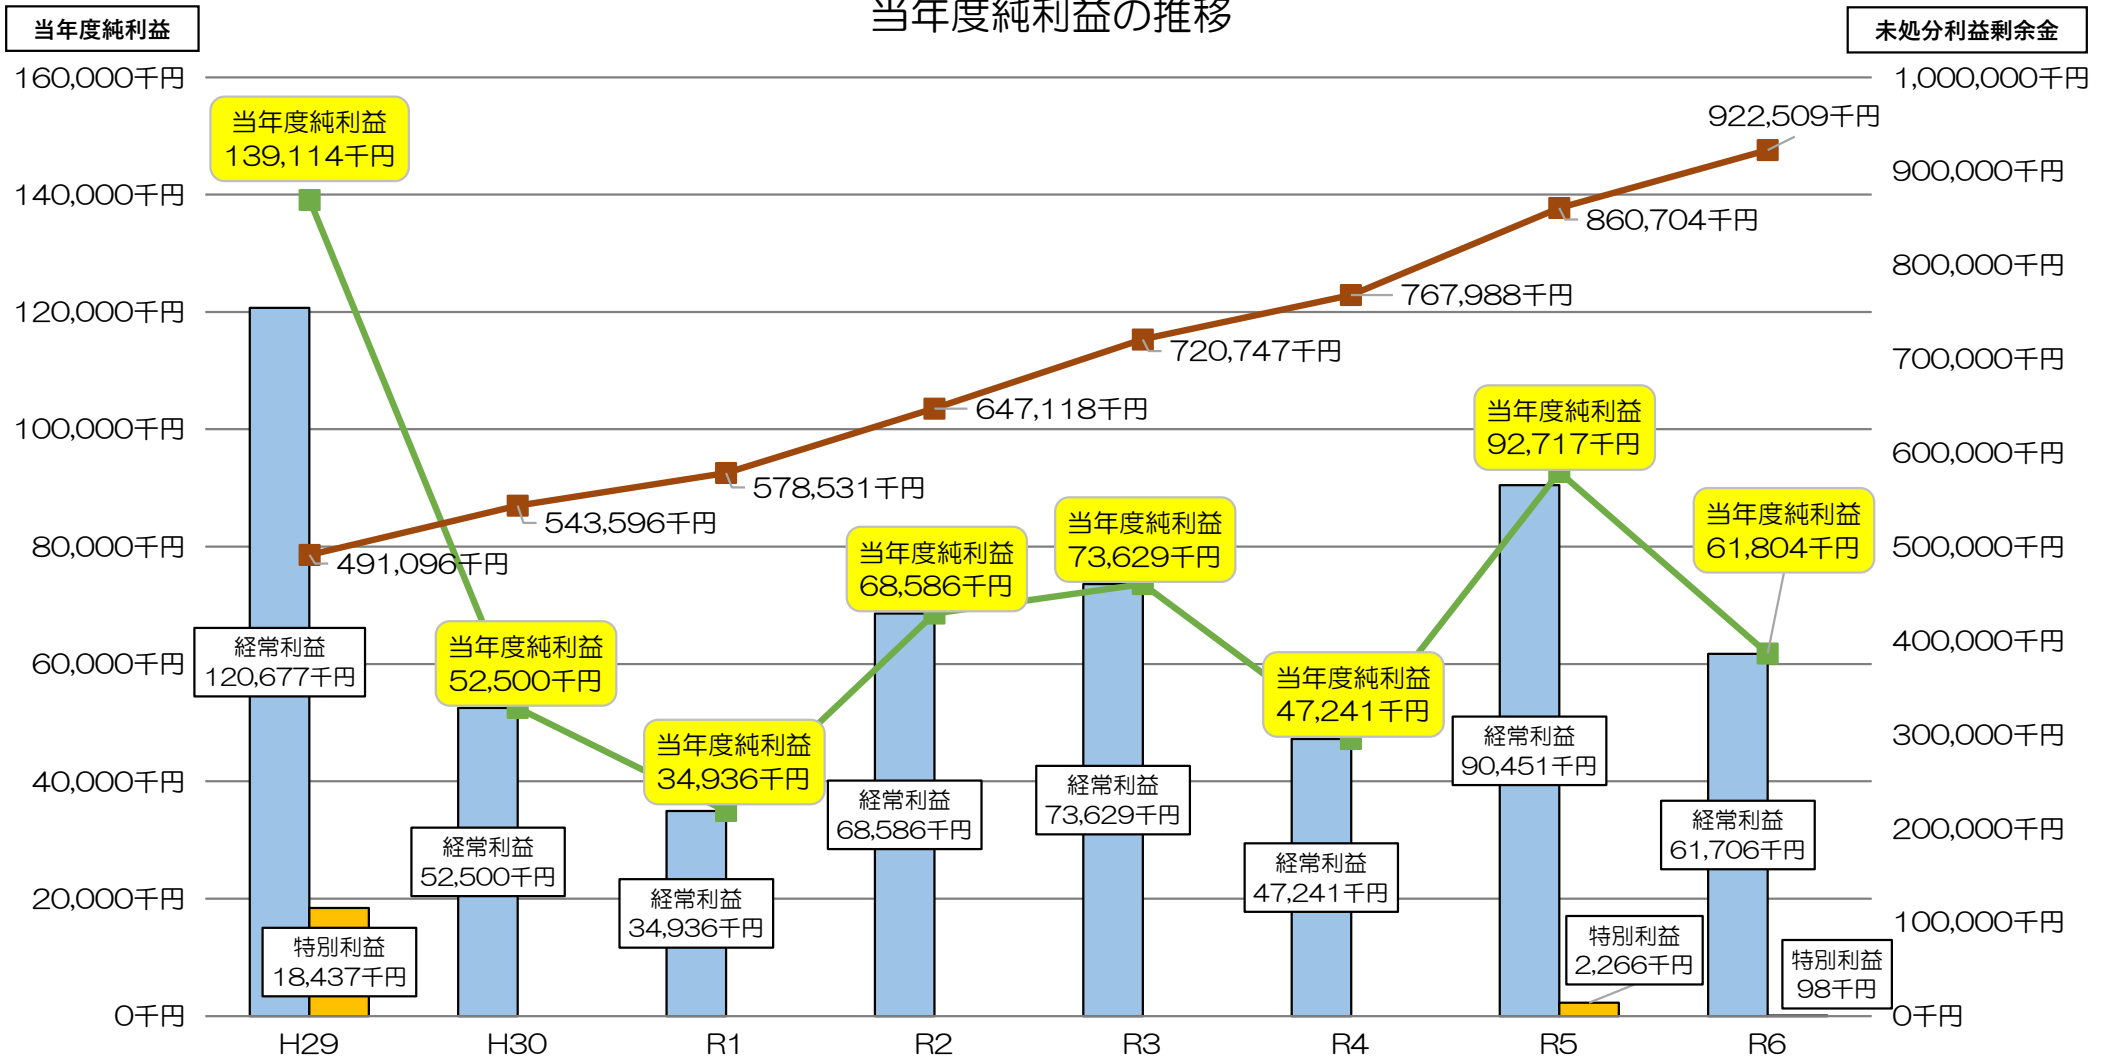 当年度純利益の推移
当年度純利益
未処分利益剰余金
160,000千円
140,000千円
120,000千円
100,000千円
80,000千円
60,000千円
40,000千円
20,000千円
0千円
1,000,000千円
900,000千円
800,000千円
700,000千円
600,000千円
500,000千円
400,000千円
300,000千円
200,000千円
100,000千円
0千円
当年度純利益
139,114千円
491,096千円
経常利益
120,677千円
特別利益
18,437千円
543,596千円
当年度純利益
52,500千円
経常利益
52,500千円
578,531千円
当年度純利益
34,936千円
経常利益
34,936千円
647,118千円
当年度純利益
68,586千円
経常利益
68,586千円
720,747千円
当年度純利益
73,629千円
経常利益
73,629千円
767,988千円
当年度純利益
47,241千円
経常利益
47,241千円
860,704千円
当年度純利益
92,717千円
経常利益
90,451千円
特別利益
2,266千円
922,509千円
当年度純利益
61,804千円
経常利益
61,706千円
特別利益
98千円
H29
H30
R1
R2
R3
R4
R5
R6